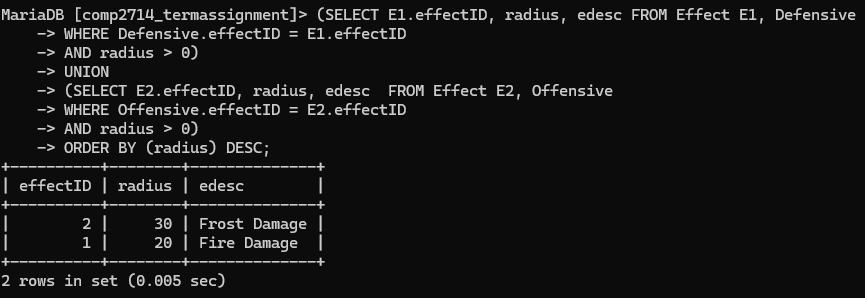 MariaDB [comp2714_termassignment]> (SELECT E1.effectID, radius, edesc FROM Effect E1, Defensive
    -> WHERE Defensive.effectID = E1.effectID
    -> AND radius > 0)
    -> UNION
    -> (SELECT E2.effectID, radius, edesc  FROM Effect E2, Offensive
    -> WHERE Offensive.effectID = E2.effectID
    -> AND radius > 0)
    -> ORDER BY (radius) DESC;
+----------+--------+--------------+
| effectID | radius | edesc        |
+----------+--------+--------------+
|        2 |     30 | Frost Damage |
|        1 |     20 | Fire Damage  |
+----------+--------+--------------+
2 rows in set (0.005 sec)